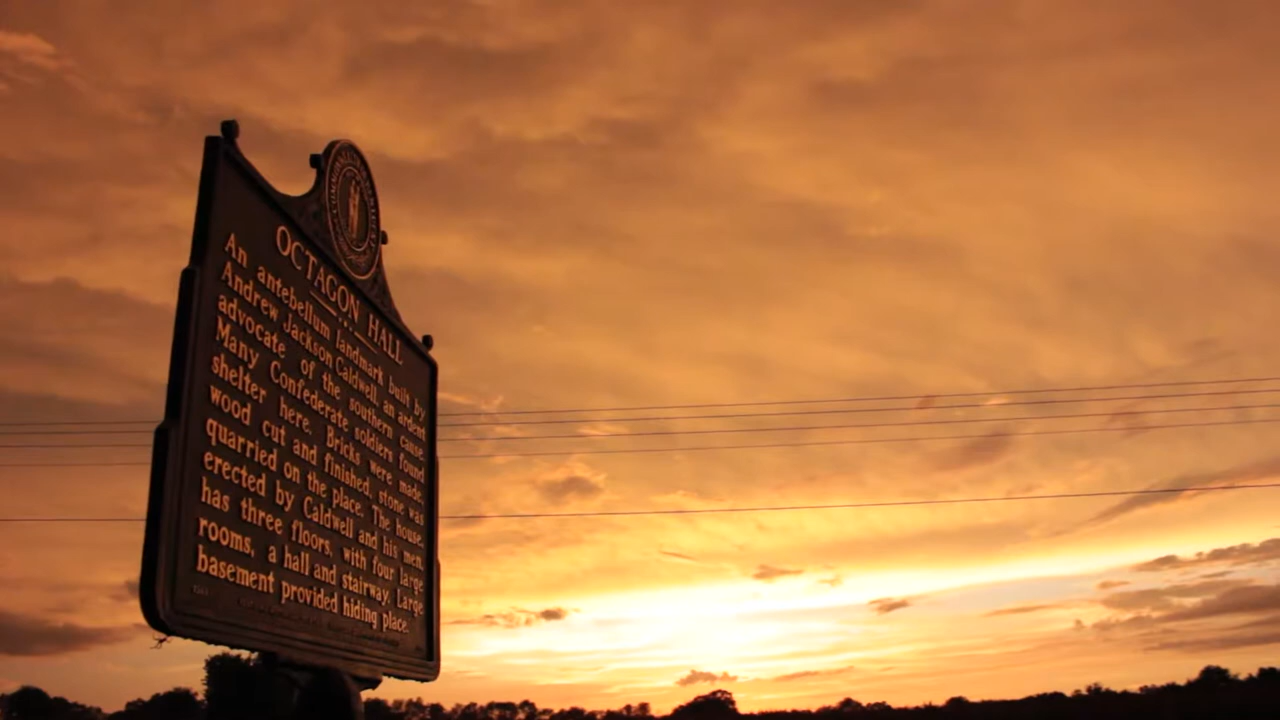 OCTAGON HALL
An antebellum landmark built by
Andrew Jackson Caldwell, an ardent
advocate of the southern cause.
Many Confederate soldiers found
shelter here. Bricks were made,
wood cut and finished, stone was
quarried on the place. The house,
erected by Caldwell and his men,
has three floors, with four large
rooms, a hall and stairway. Large
basement provided hiding place.